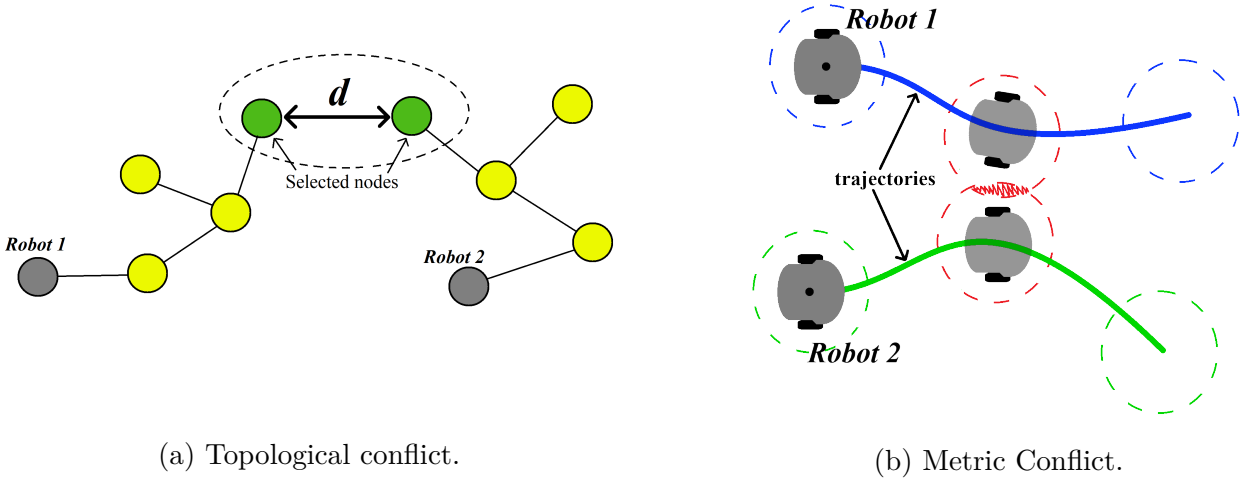 d
Selected nodes
Robot 1
Robot 2
(a) Topological conflict.
Robot 1
trajectories
Robot 2
(b) Metric Conflict.